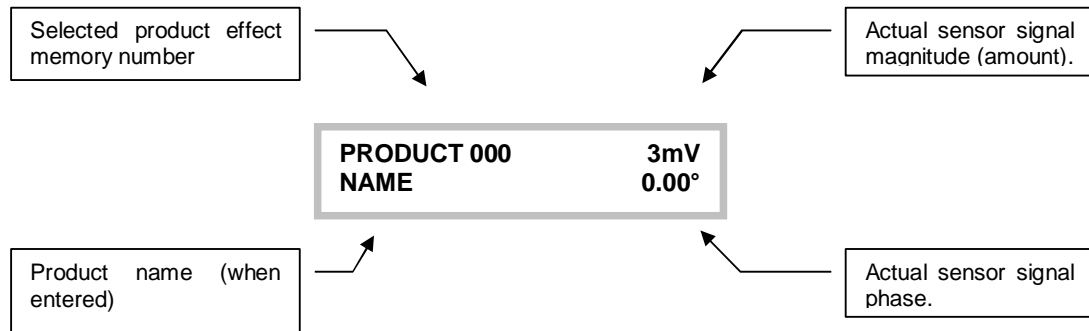 Selected product effect
memory number
Actual sensor signal
magnitude (amount).
PRODUCT 000 3mV
NAME 0.00°
Product name (when
entered)
Actual sensor signal
phase.